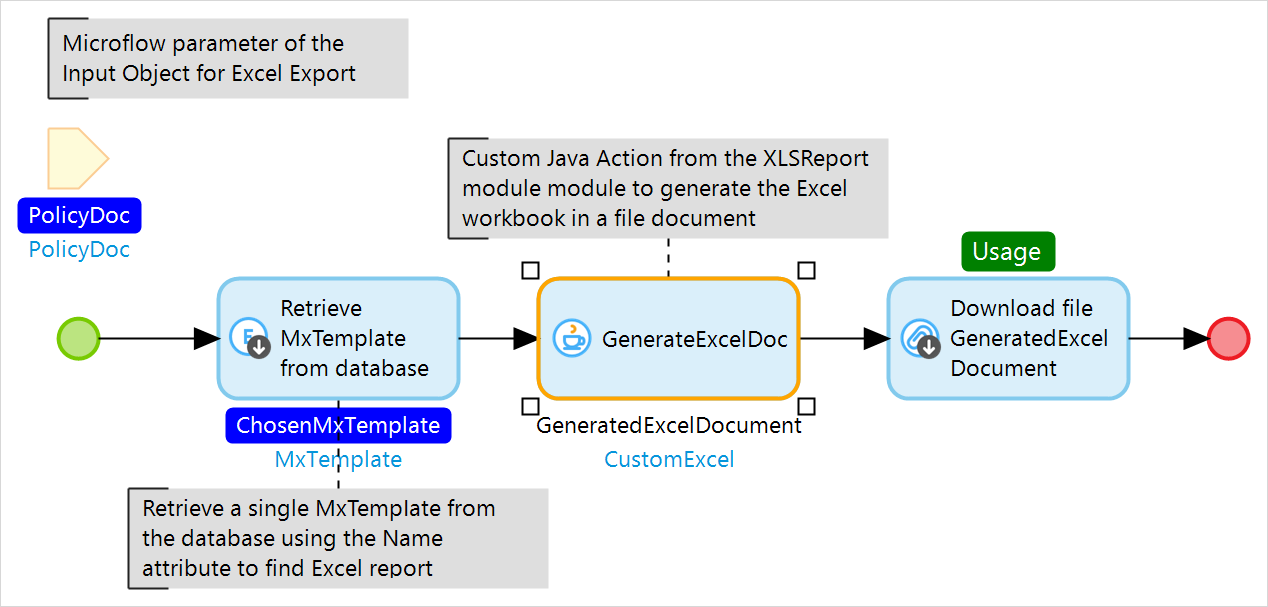 Microflow parameter of the
Input Object for Excel Export
PolicyDoc
PolicyDoc
Custom Java Action from the XLSReport
module module to generate the Excel
workbook in a file document
Usage
E
Retrieve
MxTemplate
from database
GenerateExcelDoc
Download file
GeneratedExcel
Document
ChosenMxTemplate
MxTemplate
GeneratedExcelDocument
CustomExcel
Retrieve a single MxTemplate from
the database using the Name
attribute to find Excel report